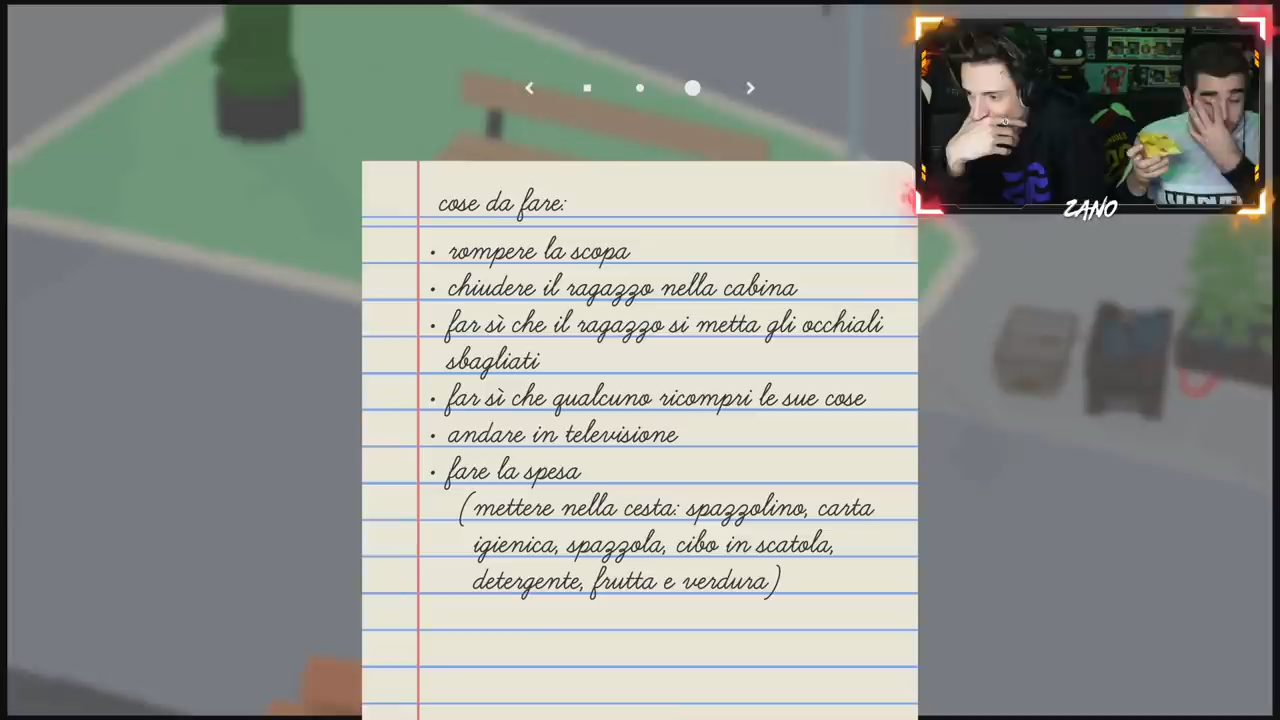 ZANO
cose da fare:
• rompere la scopa
• chiudere il ragazzo nella cabina
• far sì che il ragazzo si metta gli occhiali
sbagliati
• far sì che qualcuno ricompri le sue cose
• andare in televisione
• fare la spesa
(mettere nella cesta: spazzolino, carta
igienica, spazzola, cibo in scatola,
detergente, frutta e verdura)